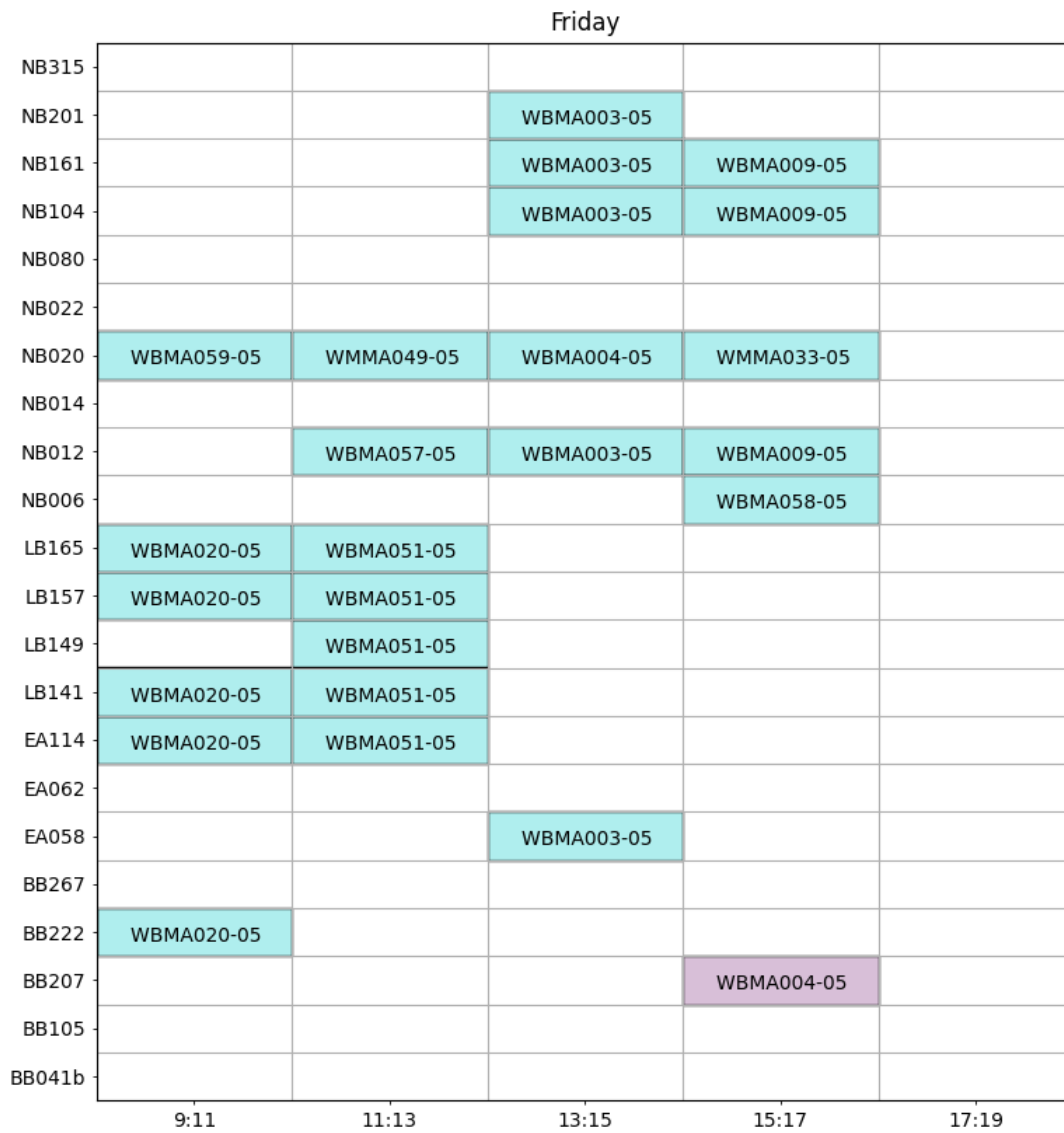 Friday
NB315
NB201 WBMA003-05
NB161 WBMA003-05 WBMA009-05
NB104 WBMA003-05 WBMA009-05
NB080
NB022
NB020 WBMA059-05 WMMA049-05 WBMA004-05 WMMA033-05
NB014
NB012 WBMA057-05 WBMA003-05 WBMA009-05
NB006 WBMA058-05
LB165 WBMA020-05 WBMA051-05
LB157 WBMA020-05 WBMA051-05
LB149 WBMA051-05
LB141 WBMA020-05 WBMA051-05
EA114 WBMA020-05 WBMA051-05
EA062
EA058 WBMA003-05
BB267
BB222 WBMA020-05
BB207 WBMA004-05
BB105
BB041b
9:11 11:13 13:15 15:17 17:19